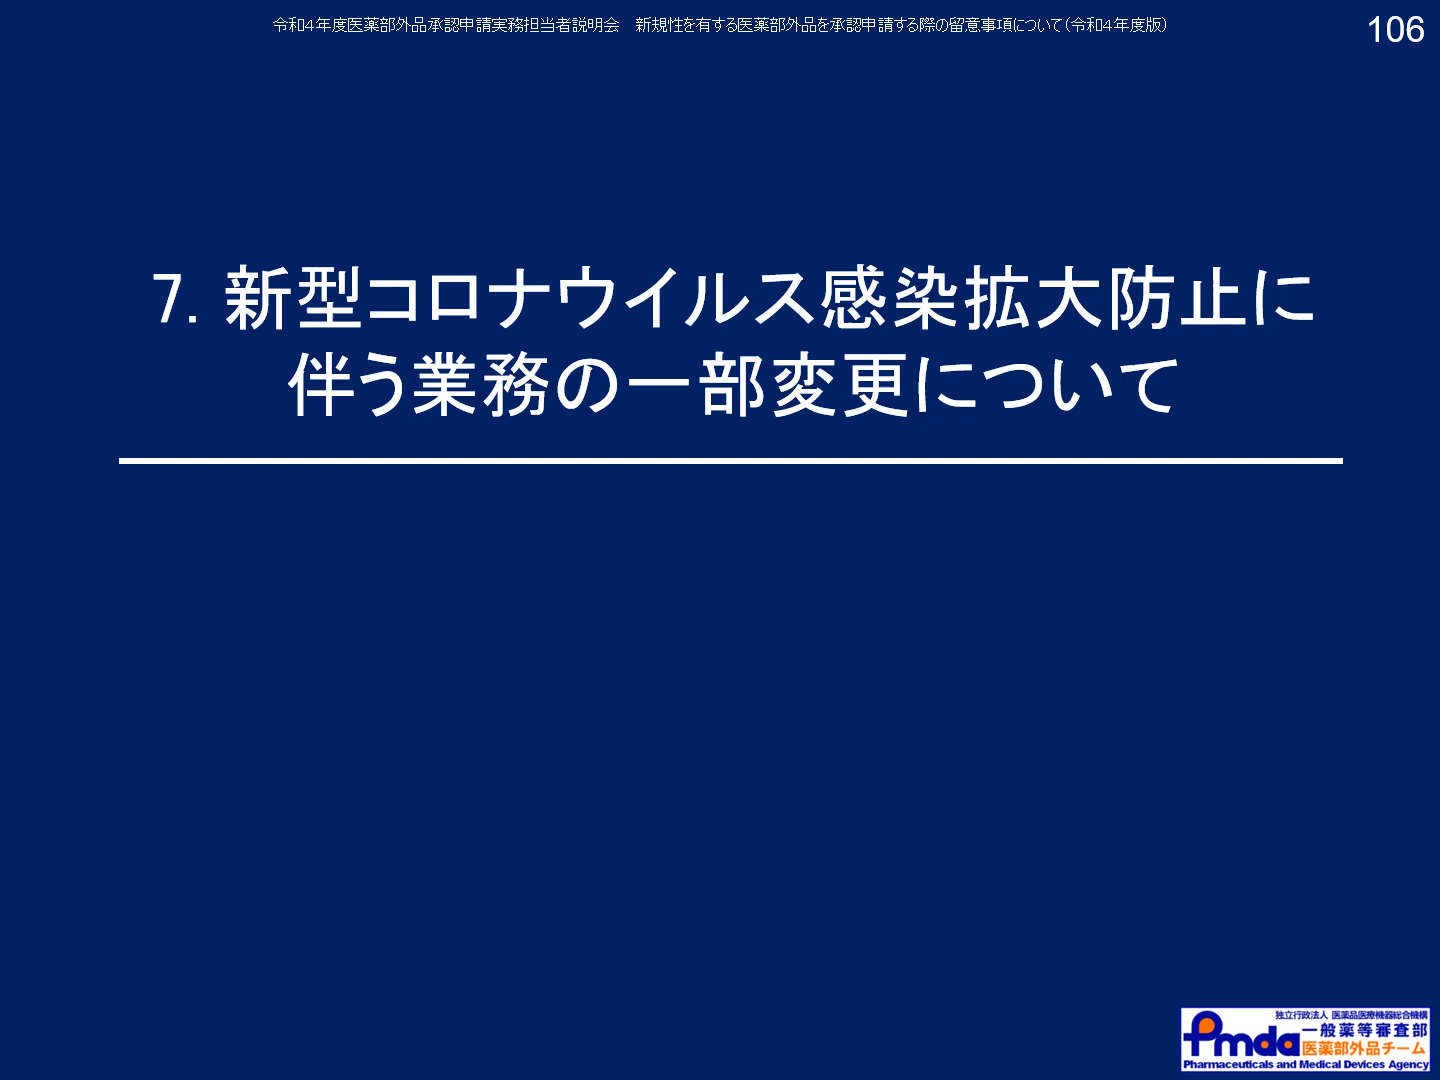 令和4年度医薬部外品承認申請実務担当者説明会　新規性を有する医薬部外品を承認申請する際の留意事項について（令和4年度版）
106
7. 新型コロナウイルス感染拡大防止に
伴う業務の一部変更について
独立行政法人 医薬品医療機器総合機構
Pmda 一般薬等審査部
医薬部外品チーム
Pharmaceuticals and Medical Devices Agency